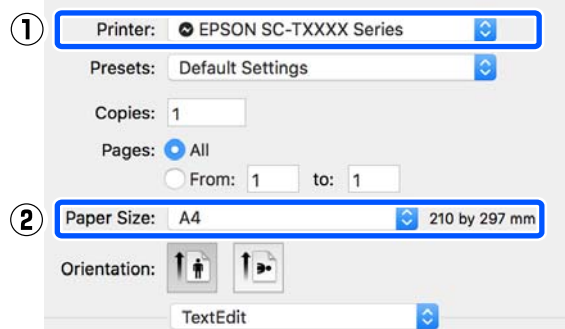 ① Printer: EPSON SC-TXXXX Series
Presets: Default Settings
Copies: 1
Pages: All
From: 1 to: 1
② Paper Size: A4 210 by 297 mm
Orientation:
TextEdit